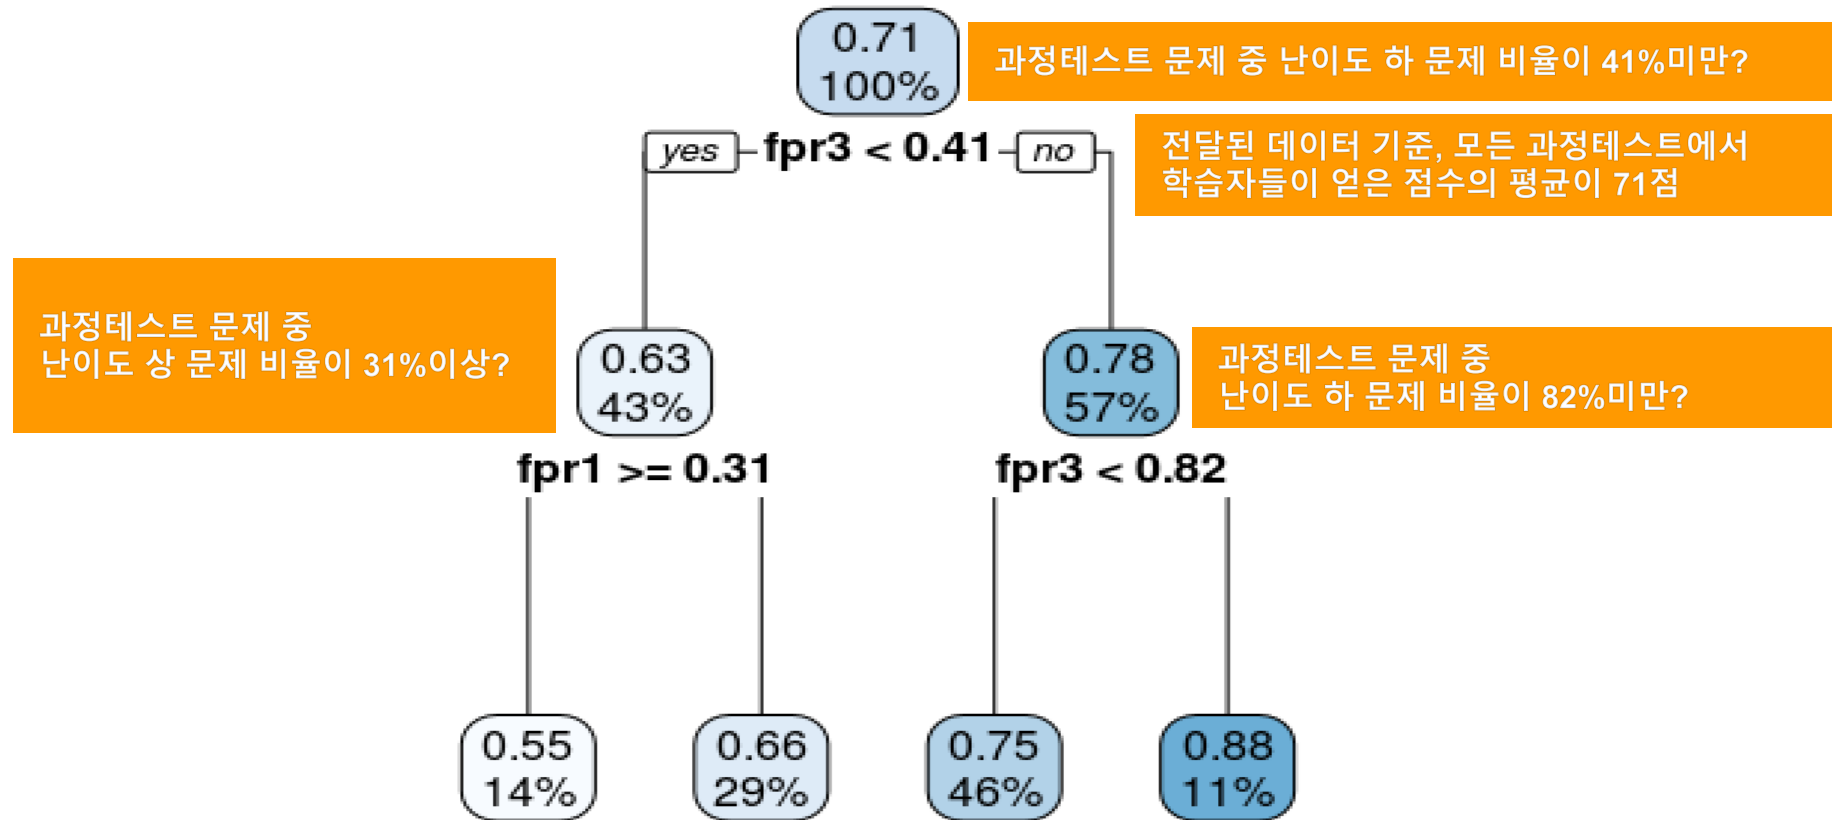 0.71
100%
과정테스트 문제 중 난이도 하 문제 비율이 41%미만?
yes
fpr3 < 0.41
no
전달된 데이터 기준, 모든 과정테스트에서
학습자들이 얻은 점수의 평균이 71점
과정테스트 문제 중
난이도 상 문제 비율이 31%이상?
0.63
43%
0.78
57%
과정테스트 문제 중
난이도 하 문제 비율이 82%미만?
fpr1 >= 0.31
fpr3 < 0.82
0.55
14%
0.66
29%
0.75
46%
0.88
11%